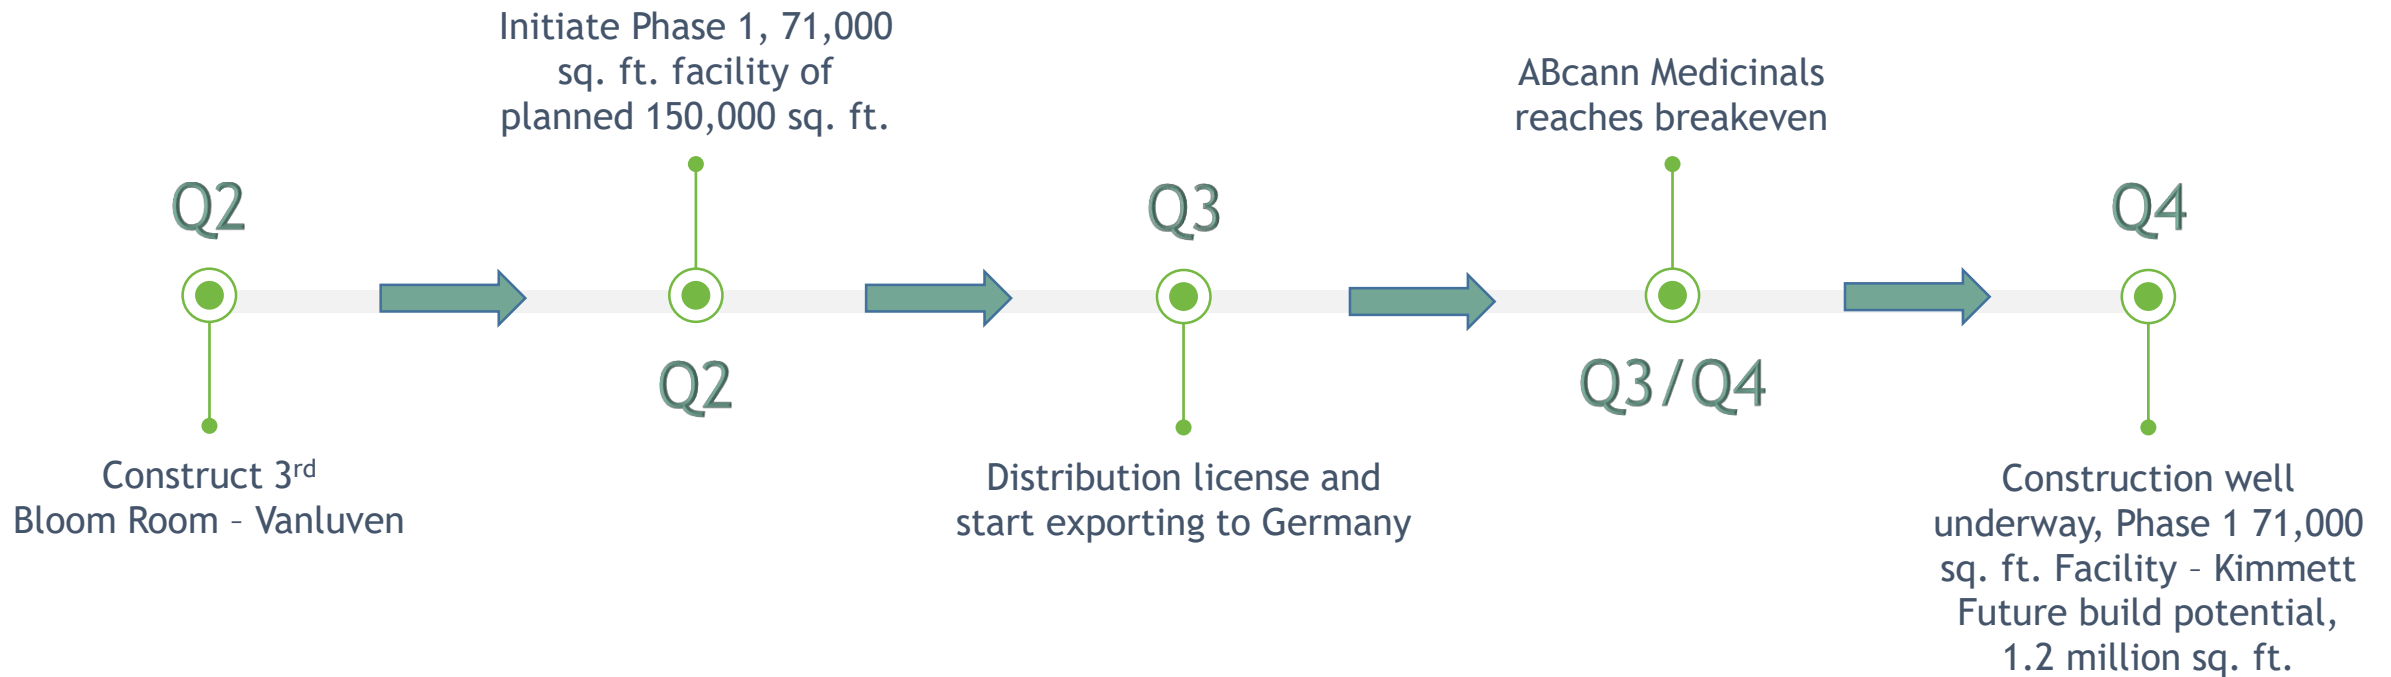 Q2
Construct 3rd
Bloom Room – Vanluven
Initiate Phase 1, 71,000
sq. ft. facility of
planned 150,000 sq. ft.
Q2
Q3
Distribution license and
start exporting to Germany
ABcann Medicinals
reaches breakeven
Q3/Q4
Q4
Construction well
underway, Phase 1 71,000
sq. ft. Facility – Kimmett
Future build potential,
1.2 million sq. ft.